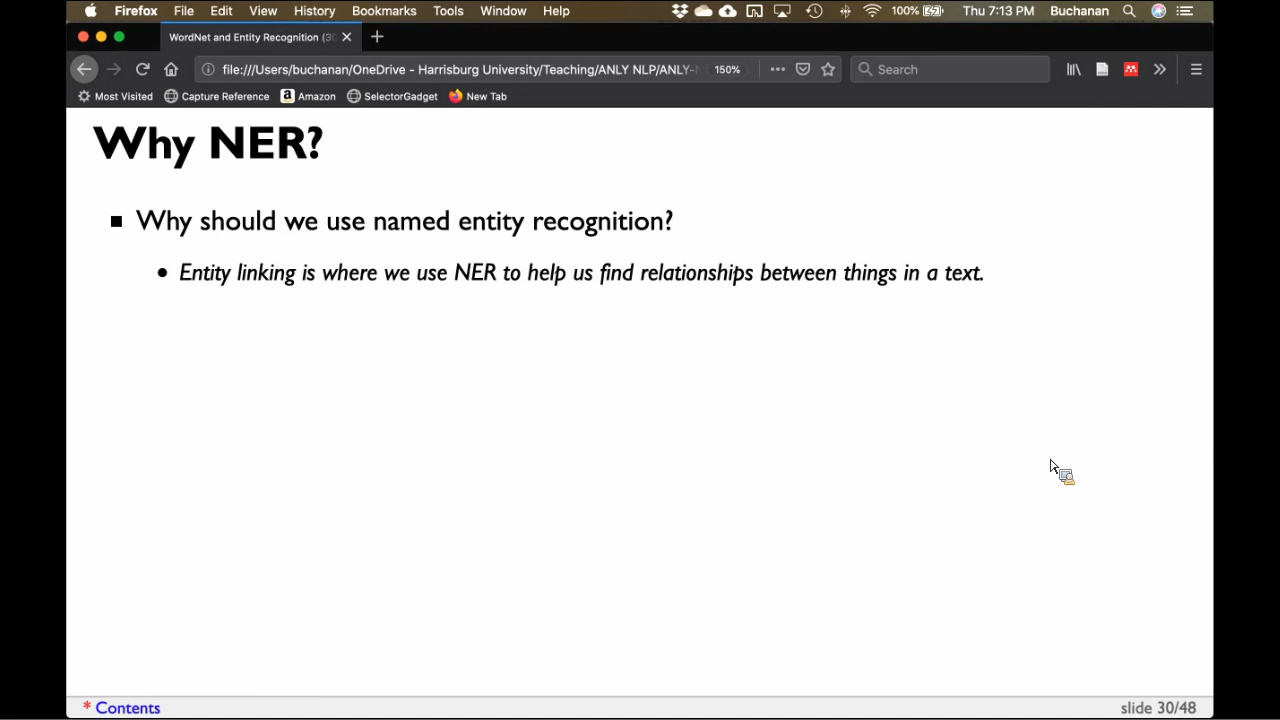 Firefox File Edit View History Bookmarks Tools Window Help 100% Thu 7:13 PM Buchanan
WordNet and Entity Recognition (30
file:///Users/buchanan/OneDrive - Harrisburg University/Teaching/ANLY NLP/ANLY- 150% Search
Most Visited Capture Reference Amazon SelectorGadget New Tab
Why NER?
Why should we use named entity recognition?
Entity linking is where we use NER to help us find relationships between things in a text.
* Contents slide 30/48